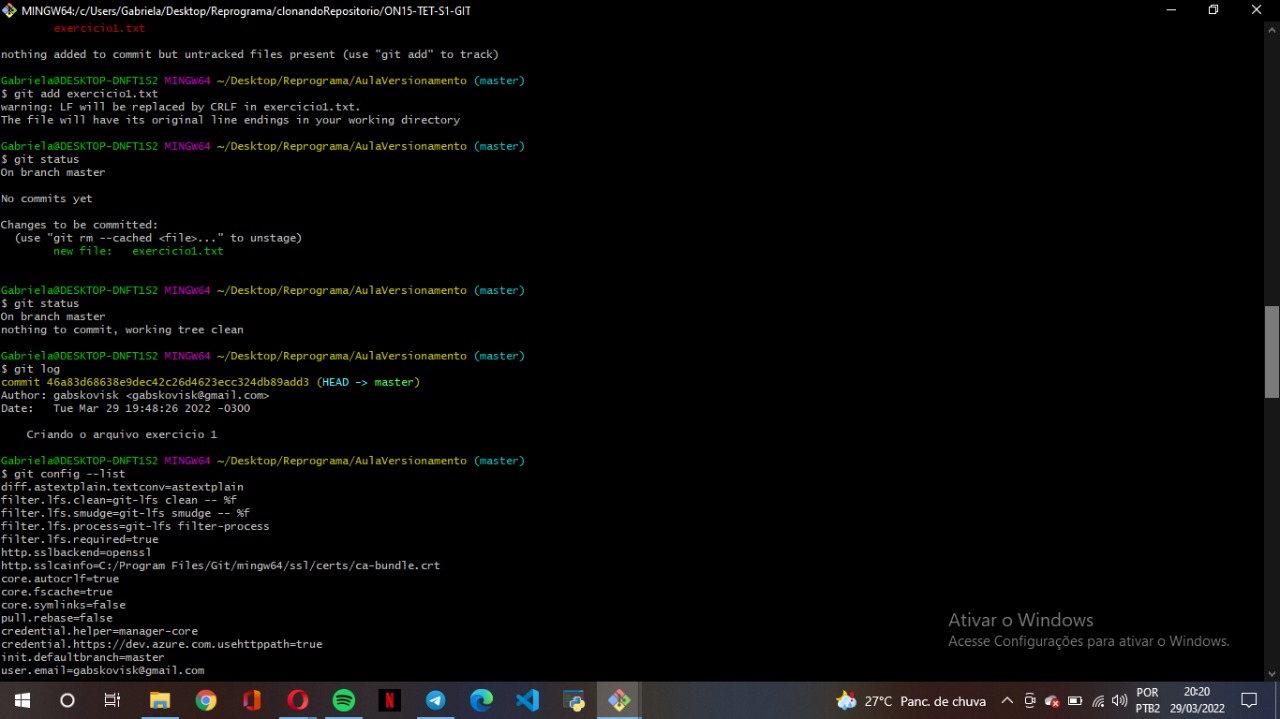 MINGW64:/c/Users/Gabriela/Desktop/Reprograma/clonandoRepositorio/ON15-TET-S1-GIT
exercicio1.txt
nothing added to commit but untracked files present (use "git add" to track)
Gabriela@DESKTOP-DNFT1S2 MINGW64 ~/Desktop/Reprograma/AulaVersionamento (master)
$ git add exercicio1.txt
warning: LF will be replaced by CRLF in exercicio1.txt.
The file will have its original line endings in your working directory
Gabriela@DESKTOP-DNFT1S2 MINGW64 ~/Desktop/Reprograma/AulaVersionamento (master)
$ git status
On branch master
No commits yet
Changes to be committed:
(use "git rm --cached <file>..." to unstage)
new file:   exercicio1.txt
Gabriela@DESKTOP-DNFT1S2 MINGW64 ~/Desktop/Reprograma/AulaVersionamento (master)
$ git status
On branch master
nothing to commit, working tree clean
Gabriela@DESKTOP-DNFT1S2 MINGW64 ~/Desktop/Reprograma/AulaVersionamento (master)
$ git log
commit 46a83d68638e9dec42c26d4623ecc324db89add3 (HEAD -> master)
Author: gabskovisk <gabskovisk@gmail.com>
Date:   Tue Mar 29 19:48:26 2022 -0300
Criando o arquivo exercicio 1
Gabriela@DESKTOP-DNFT1S2 MINGW64 ~/Desktop/Reprograma/AulaVersionamento (master)
$ git config --list
diff.astextplain.textconv=astextplain
filter.lfs.clean=git-lfs clean -- %f
filter.lfs.smudge=git-lfs smudge -- %f
filter.lfs.process=git-lfs filter-process
filter.lfs.required=true
http.sslbackend=openssl
http.sslcainfo=C:/Program Files/Git/mingw64/ssl/certs/ca-bundle.crt
core.autocrlf=true
core.fscache=true
core.symlinks=false
pull.rebase=false
credential.helper=manager-core
credential.https://dev.azure.com.usehttppath=true
init.defaultbranch=master
user.email=gabskovisk@gmail.com
Ativar o Windows
Acesse Configurações para ativar o Windows.
27°C Panc. de chuva
POR
PTB2
20:20
29/03/2022